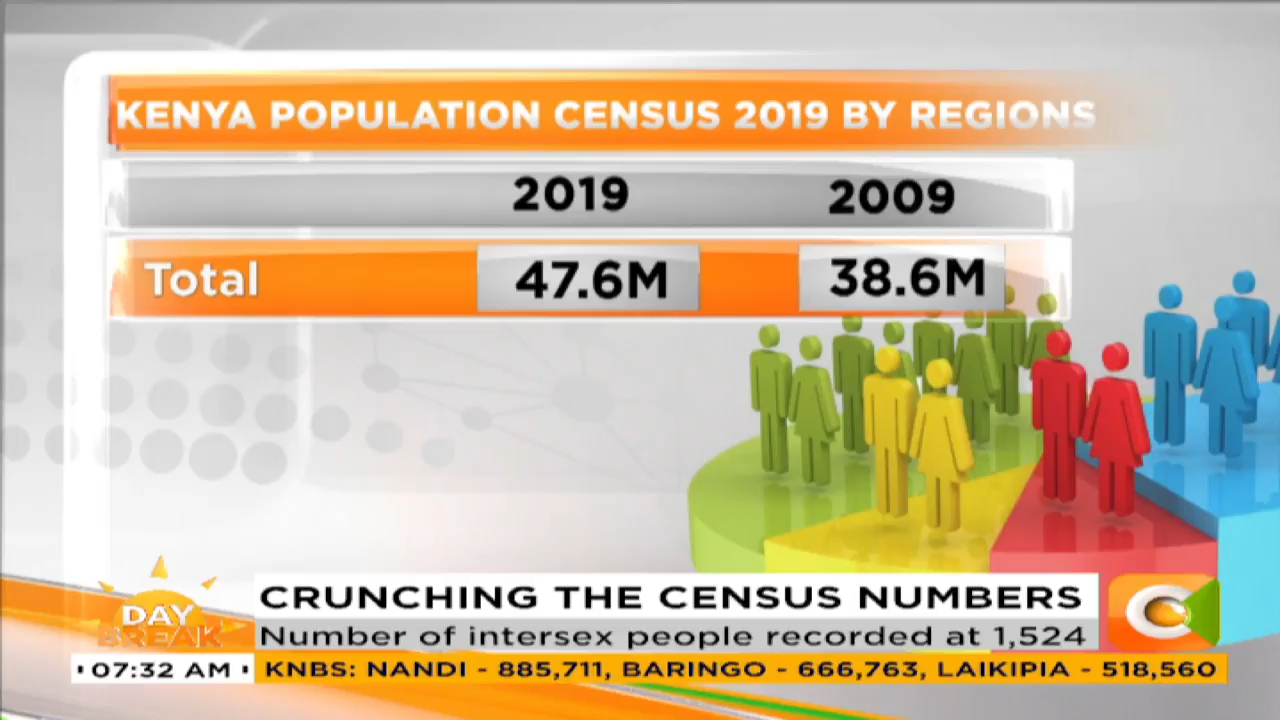 KENYA POPULATION CENSUS 2019 BY REGIONS
2019 2009
Total 47.6M 38.6M
DAY
BREAK
CRUNCHING THE CENSUS NUMBERS
Number of intersex people recorded at 1,524
07:32 AM
KNBS: NANDI - 885,711, BARINGO - 666,763, LAIKIPIA - 518,560